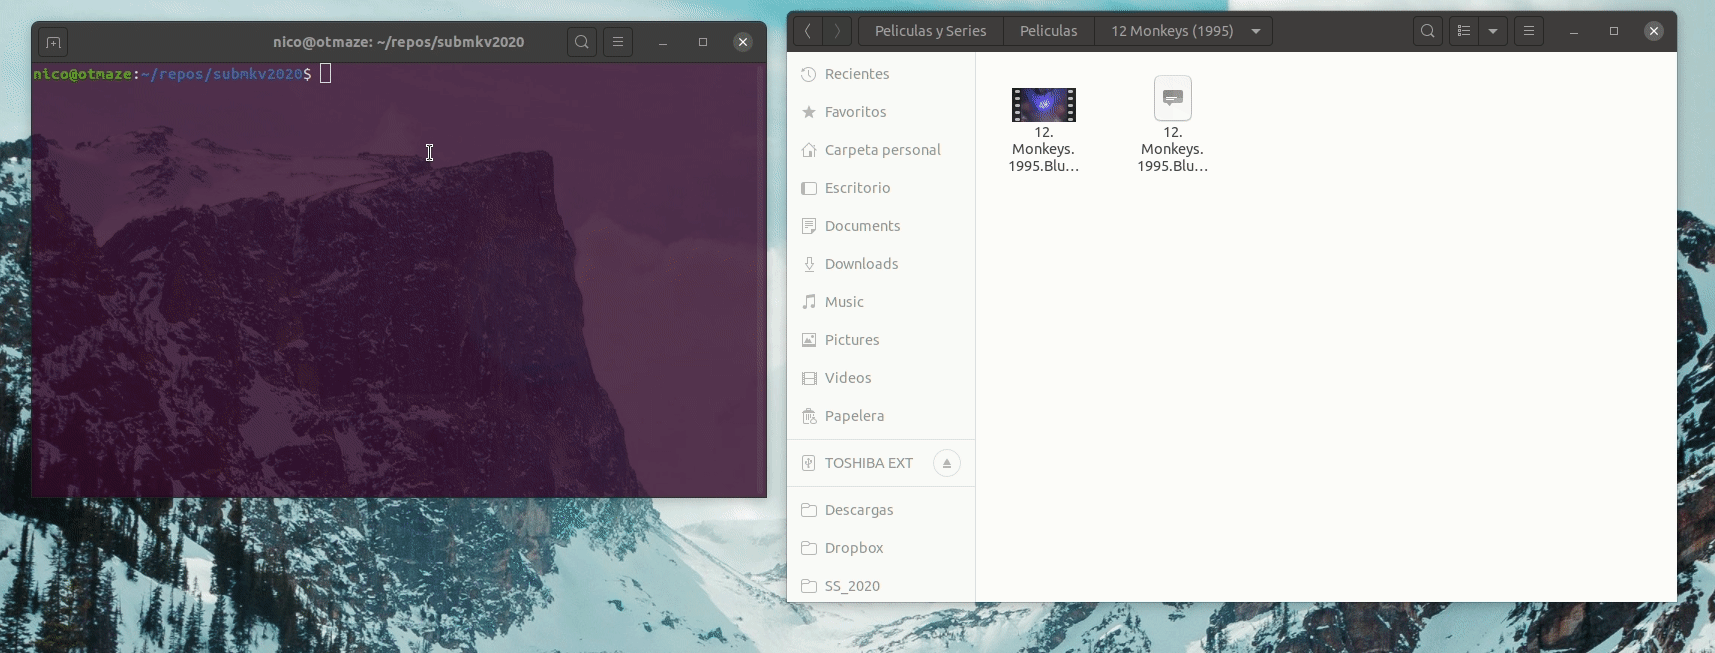 nico@otmaze: ~/repos/submkv2020
nico@otmaze:~/repos/submkv2020$
Peliculas y Series
Peliculas
12 Monkeys (1995)
Recientes
Favoritos
Carpeta personal
Escritorio
Documents
Downloads
Music
Pictures
Videos
Papelera
TOSHIBA EXT
Descargas
Dropbox
SS_2020
12.
Monkeys.
1995.Blu…
12.
Monkeys.
1995.Blu…